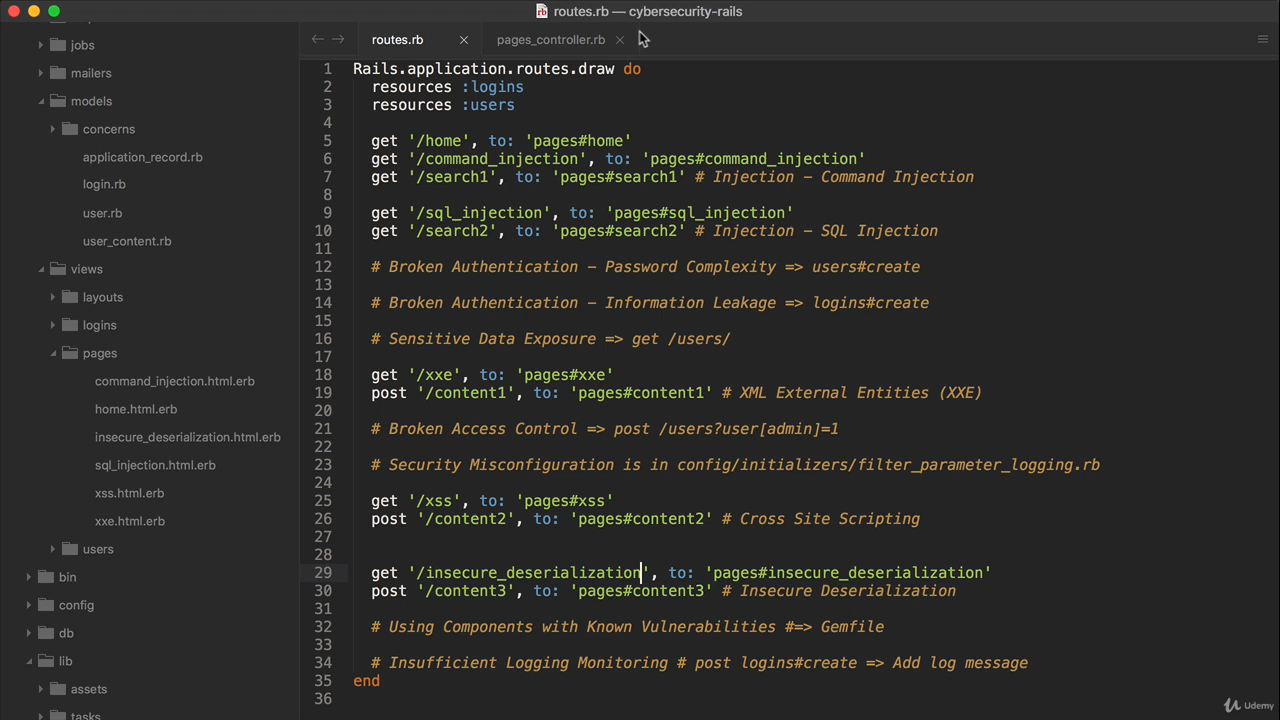 routes.rb — cybersecurity-rails
routes.rb
pages_controller.rb
jobs
mailers
models
concerns
application_record.rb
login.rb
user.rb
user_content.rb
views
layouts
logins
pages
command_injection.html.erb
home.html.erb
insecure_deserialization.html.erb
sql_injection.html.erb
xss.html.erb
xxe.html.erb
users
bin
config
db
lib
assets
tasks
1 Rails.application.routes.draw do
2 resources :logins
3 resources :users
4
5 get '/home', to: 'pages#home'
6 get '/command_injection', to: 'pages#command_injection'
7 get '/search1', to: 'pages#search1' # Injection – Command Injection
8
9 get '/sql_injection', to: 'pages#sql_injection'
10 get '/search2', to: 'pages#search2' # Injection – SQL Injection
11
12 # Broken Authentication – Password Complexity => users#create
13
14 # Broken Authentication – Information Leakage => logins#create
15
16 # Sensitive Data Exposure => get /users/
17
18 get '/xxe', to: 'pages#xxe'
19 post '/content1', to: 'pages#content1' # XML External Entities (XXE)
20
21 # Broken Access Control => post /users?user[admin]=1
22
23 # Security Misconfiguration is in config/initializers/filter_parameter_logging.rb
24
25 get '/xss', to: 'pages#xss'
26 post '/content2', to: 'pages#content2' # Cross Site Scripting
27
28
29 get '/insecure_deserialization', to: 'pages#insecure_deserialization'
30 post '/content3', to: 'pages#content3' # Insecure Deserialization
31
32 # Using Components with Known Vulnerabilities #=> Gemfile
33
34 # Insufficient Logging Monitoring # post logins#create => Add log message
35 end
36
Udemy